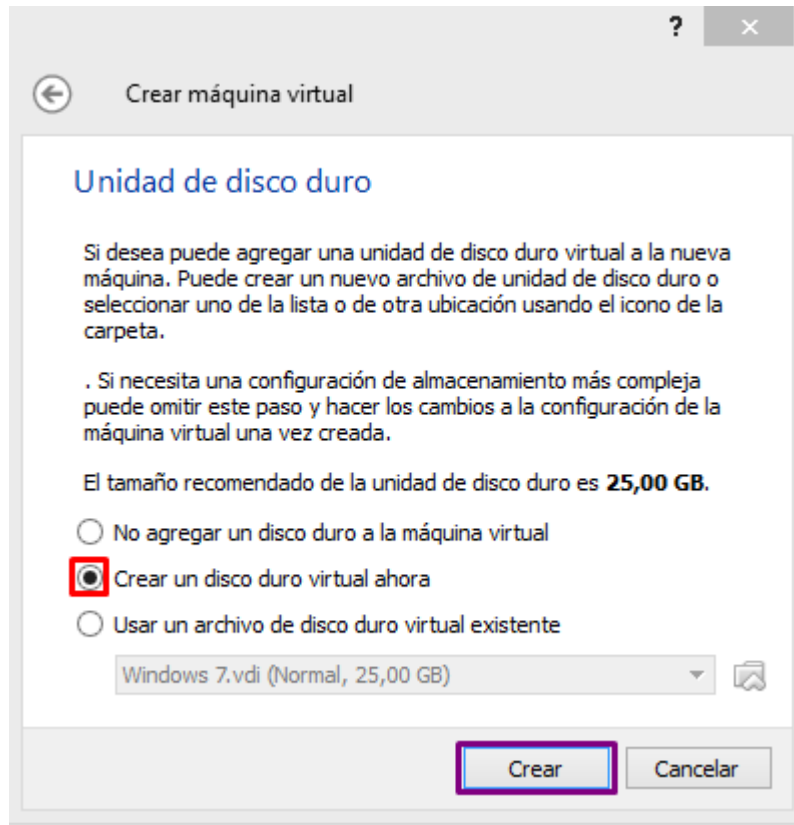 ?
Crear máquina virtual
Unidad de disco duro
Si desea puede agregar una unidad de disco duro virtual a la nueva
máquina. Puede crear un nuevo archivo de unidad de disco duro o
seleccionar uno de la lista o de otra ubicación usando el icono de la
carpeta.
. Si necesita una configuración de almacenamiento más compleja
puede omitir este paso y hacer los cambios a la configuración de la
máquina virtual una vez creada.
El tamaño recomendado de la unidad de disco duro es 25,00 GB.
No agregar un disco duro a la máquina virtual
Crear un disco duro virtual ahora
Usar un archivo de disco duro virtual existente
Windows 7.vdi (Normal, 25,00 GB)
Crear Cancelar